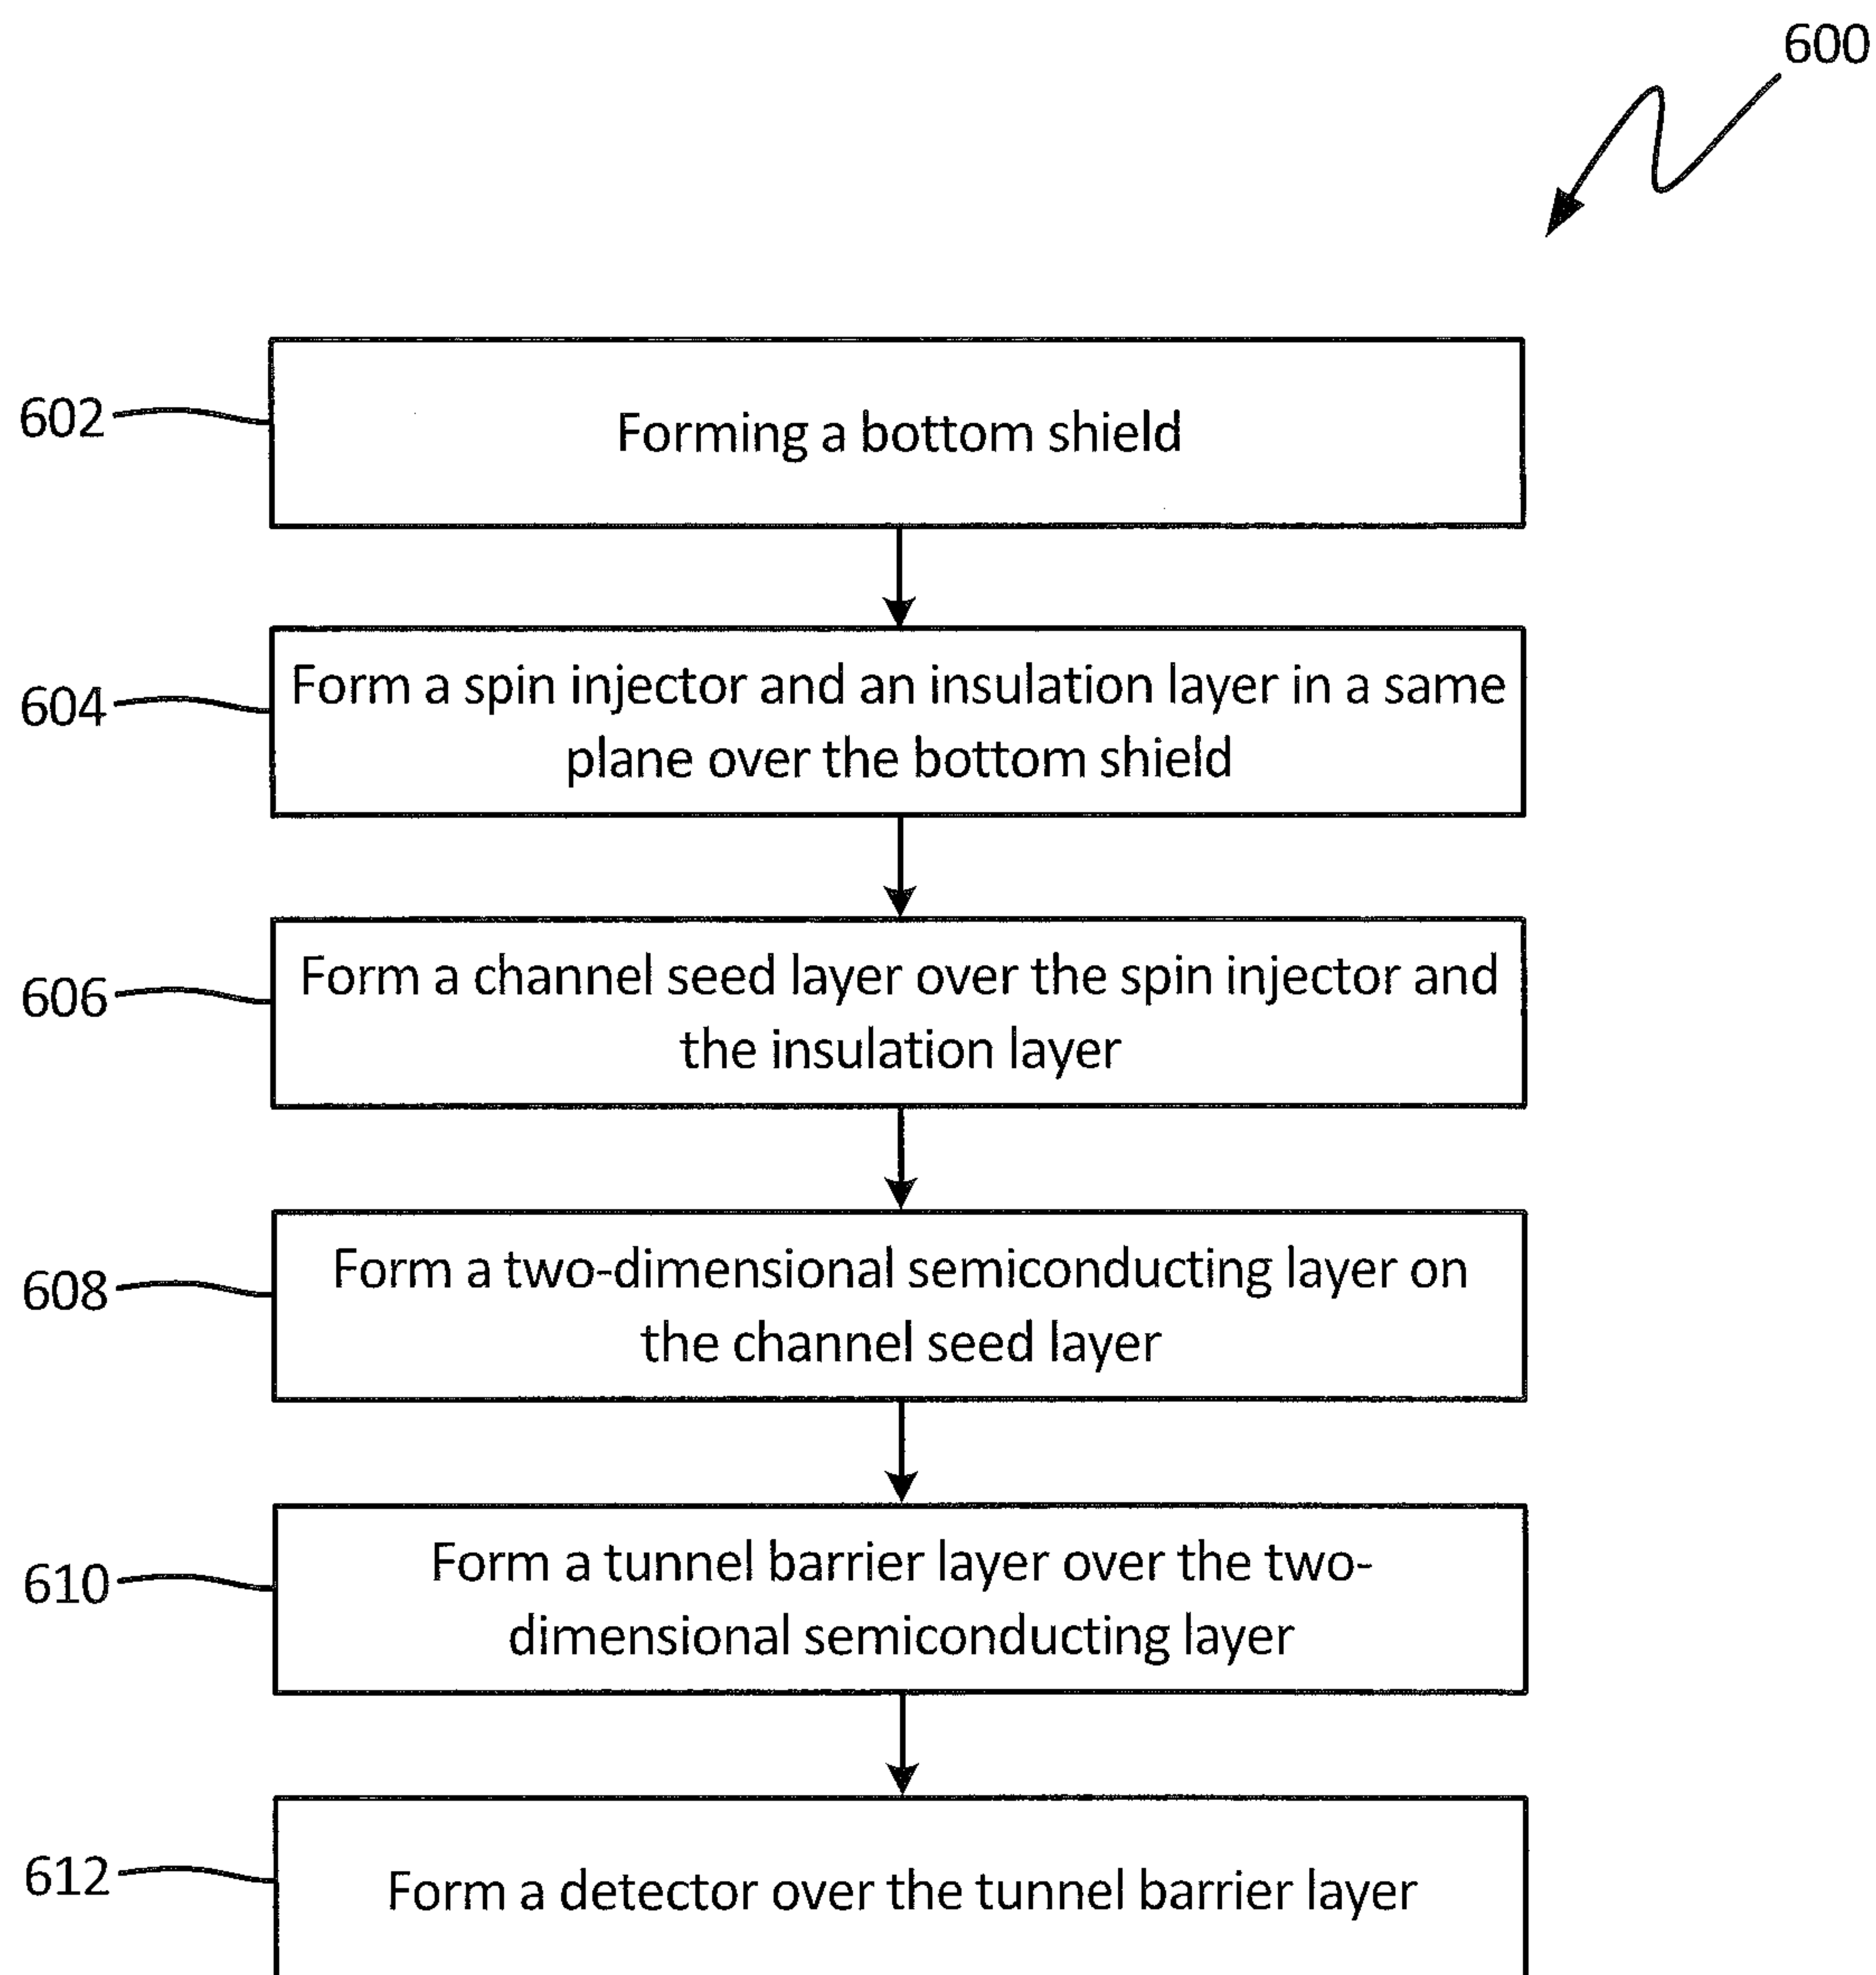 600
602
Forming a bottom shield
604
Form a spin injector and an insulation layer in a same
plane over the bottom shield
606
Form a channel seed layer over the spin injector and
the insulation layer
608
Form a two-dimensional semiconducting layer on
the channel seed layer
610
Form a tunnel barrier layer over the two-
dimensional semiconducting layer
612
Form a detector over the tunnel barrier layer